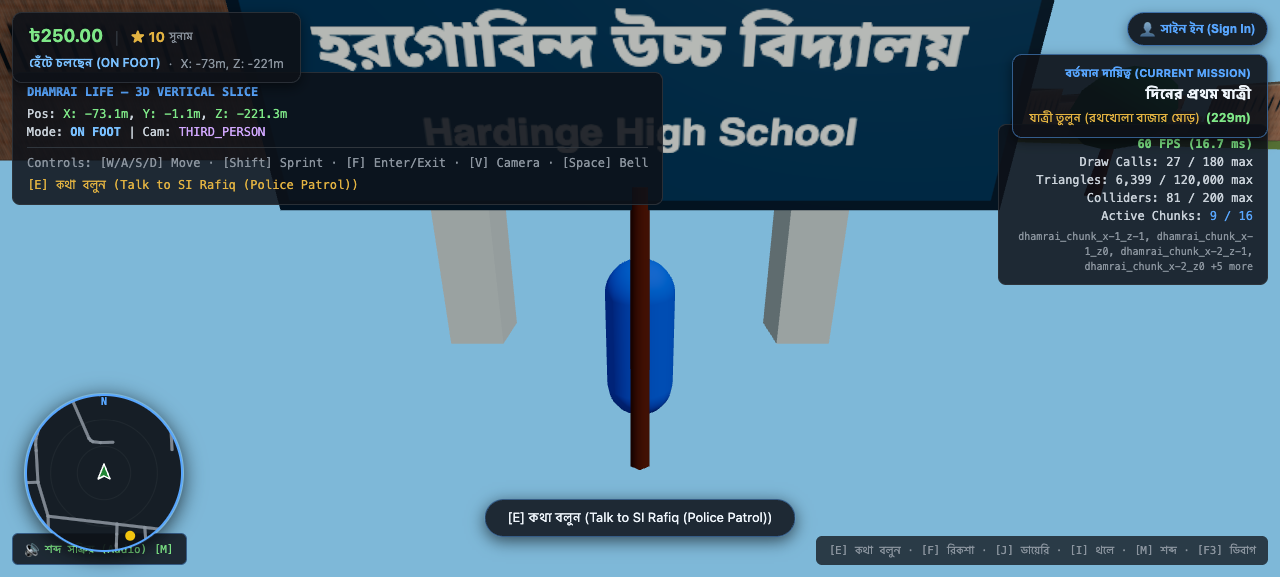 ৳250.00 | ★ 10 সুনাম
হেঁটে চলছেন (ON FOOT) · X: -73m, Z: -221m
হরগোবিন্দ উচ্চ বিদ্যালয়
Hardinge High School
👤 সাইন ইন (Sign In)
বর্তমান দায়িত্ব (CURRENT MISSION)
দিনের প্রথম যাত্রী
যাত্রী তুলুন (রথখোলা বাজার মোড়) (229m)
DHAMRAI LIFE — 3D VERTICAL SLICE
Pos: X: -73.1m, Y: -1.1m, Z: -221.3m
Mode: ON FOOT | Cam: THIRD_PERSON
Controls: [W/A/S/D] Move · [Shift] Sprint · [F] Enter/Exit · [V] Camera · [Space] Bell
[E] কথা বলুন (Talk to SI Rafiq (Police Patrol))
60 FPS (16.7 ms)
Draw Calls: 27 / 180 max
Triangles: 6,399 / 120,000 max
Colliders: 81 / 200 max
Active Chunks: 9 / 16
dhamrai_chunk_x-1_z-1, dhamrai_chunk_x-
1_z0, dhamrai_chunk_x-2_z-1,
dhamrai_chunk_x-2_z0 +5 more
N
[E] কথা বলুন (Talk to SI Rafiq (Police Patrol))
শব্দ (Audio) [M]
[E] কথা বলুন · [F] রিকশা · [J] ডায়েরি · [I] থলে · [M] শব্দ · [F3] ডিবাগ